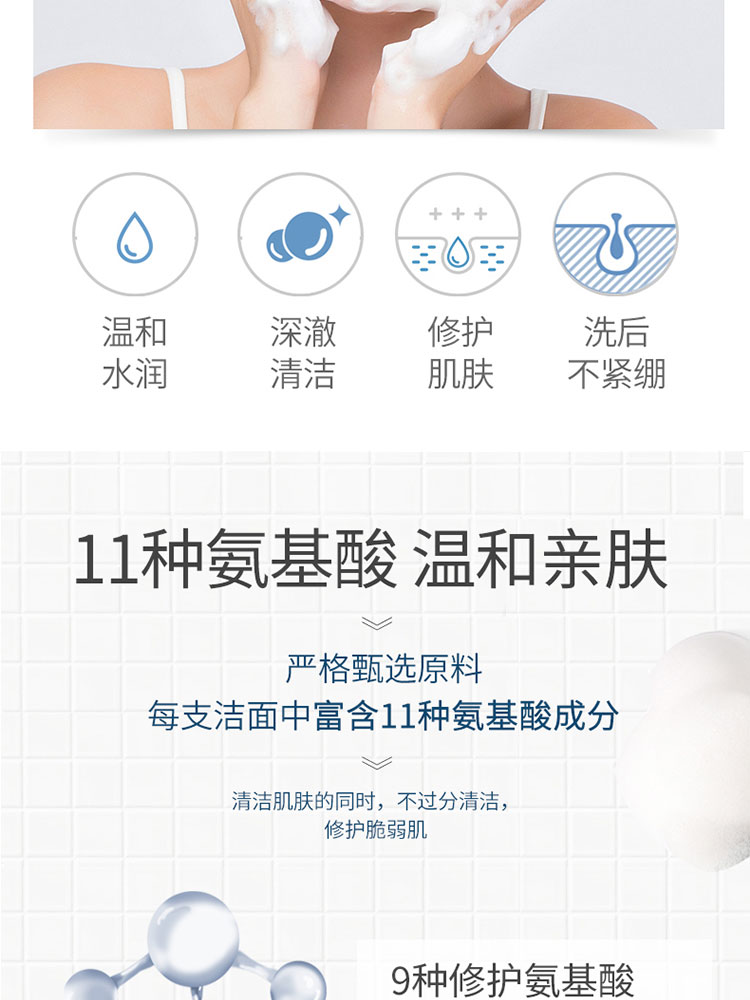 温和
水润
深澈
清洁
修护
肌肤
洗后
不紧绷
11种氨基酸 温和亲肤
严格甄选原料
每支洁面中富含11种氨基酸成分
清洁肌肤的同时，不过分清洁，
修护脆弱肌
9种修护氨基酸